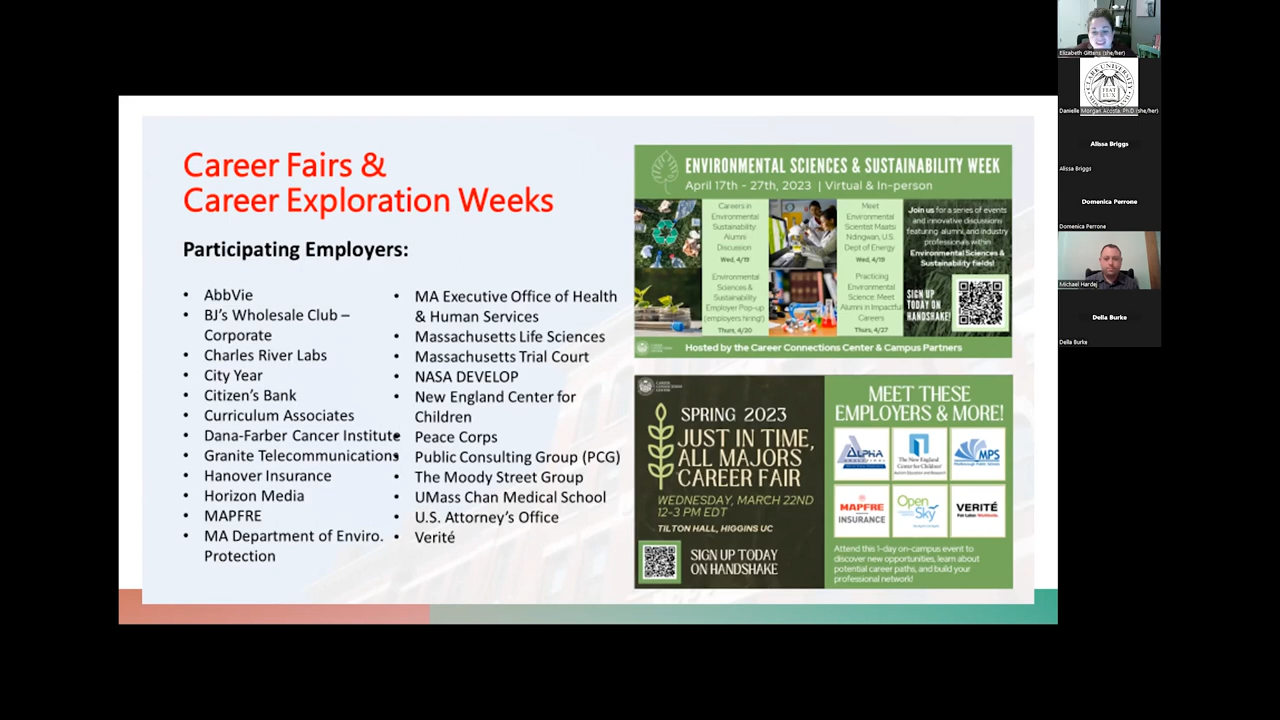 Career Fairs &
Career Exploration Weeks
Participating Employers:
• AbbVie
• BJ's Wholesale Club –
Corporate
• Charles River Labs
• City Year
• Citizen's Bank
• Curriculum Associates
• Dana-Farber Cancer Institute
• Granite Telecommunications
• Hanover Insurance
• Horizon Media
• MAPFRE
• MA Department of Enviro.
Protection
• MA Executive Office of Health
& Human Services
• Massachusetts Life Sciences
• Massachusetts Trial Court
• NASA DEVELOP
• New England Center for
Children
• Peace Corps
• Public Consulting Group (PCG)
• The Moody Street Group
• UMass Chan Medical School
• U.S. Attorney's Office
• Verité
ENVIRONMENTAL SCIENCES & SUSTAINABILITY WEEK
April 17th - 27th, 2023 | Virtual & In-person
Careers in
Environmental
Sustainability:
Alumni
Discussion
Wed, 4/19
Meet
Environmental
Scientist Maatsi
Ndingwan, U.S.
Dept of Energy
Wed, 4/19
Environmental
Sciences &
Sustainability
Employer Pop-up
(employers hiring!)
Thurs, 4/20
Practicing
Environmental
Science: Meet
Alumni in Impactful
Careers
Thurs, 4/27
Join us for a series of events
and innovative discussions
featuring alumni, and industry
professionals within
Environmental Sciences &
Sustainability fields!
SIGN UP
TODAY ON
HANDSHAKE!
Hosted by the Career Connections Center & Campus Partners
SPRING 2023
JUST IN TIME,
ALL MAJORS
CAREER FAIR
WEDNESDAY, MARCH 22ND
12-3 PM EDT
TILTON HALL, HIGGINS UC
SIGN UP TODAY
ON HANDSHAKE
MEET THESE
EMPLOYERS & MORE!
ALPHA
The New England
Center for Children
MPS
MAPFRE
INSURANCE
Open
Sky
VERITÉ
Attend this 1-day on-campus event to
discover new opportunities, learn about
potential career paths, and build your
professional network!
Elizabeth Gittens (she/her)
CLARK UNIVERSITY
FIAT
LUX
Danielle Morgan Acosta, Ph.D (she/her)
Alissa Briggs
Alissa Briggs
Domenica Perrone
Domenica Perrone
Michael Hardej
Della Burke
Della Burke